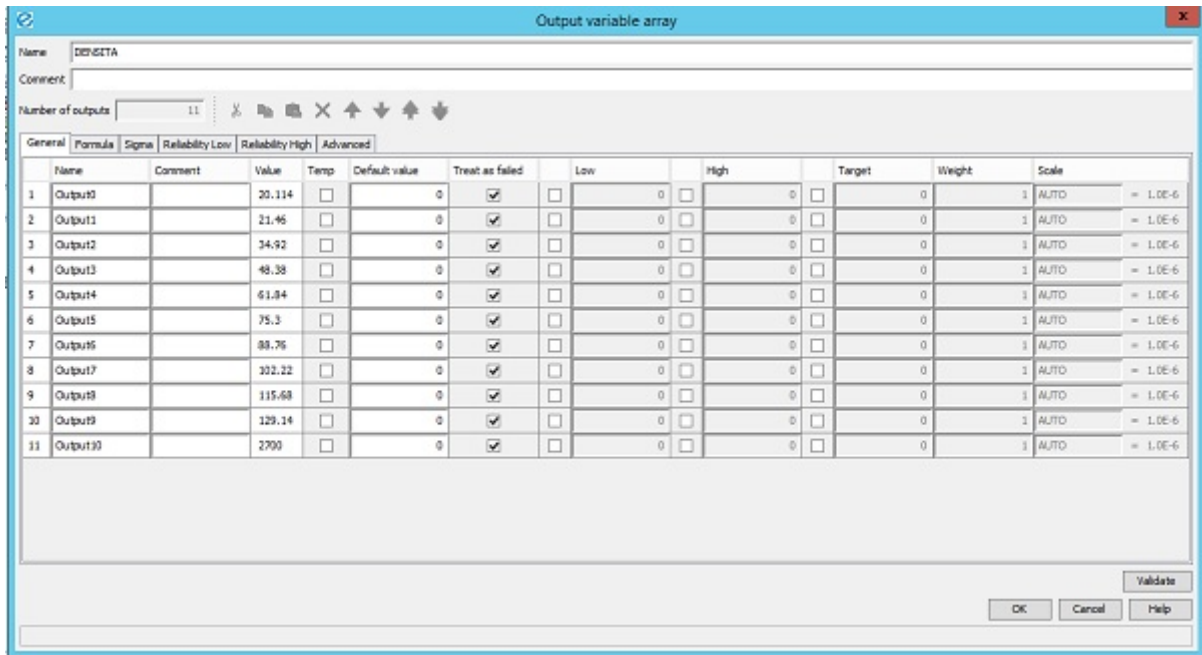 Output variable array
x
Name DENSITA
Comment
Number of outputs 11
General Formula Sigma Reliability Low Reliability High Advanced
Name Comment Value Temp Default value Treat as failed Low High Target Weight Scale
1 Output0 20.114 0 0 0 0 1 AUTO = 1.0E-6
2 Output1 21.46 0 0 0 0 1 AUTO = 1.0E-6
3 Output2 34.92 0 0 0 0 1 AUTO = 1.0E-6
4 Output3 48.38 0 0 0 0 1 AUTO = 1.0E-6
5 Output4 61.84 0 0 0 0 1 AUTO = 1.0E-6
6 Output5 75.3 0 0 0 0 1 AUTO = 1.0E-6
7 Output6 88.76 0 0 0 0 1 AUTO = 1.0E-6
8 Output7 102.22 0 0 0 0 1 AUTO = 1.0E-6
9 Output8 115.68 0 0 0 0 1 AUTO = 1.0E-6
10 Output9 129.14 0 0 0 0 1 AUTO = 1.0E-6
11 Output10 2700 0 0 0 0 1 AUTO = 1.0E-6
Validate
OK Cancel Help